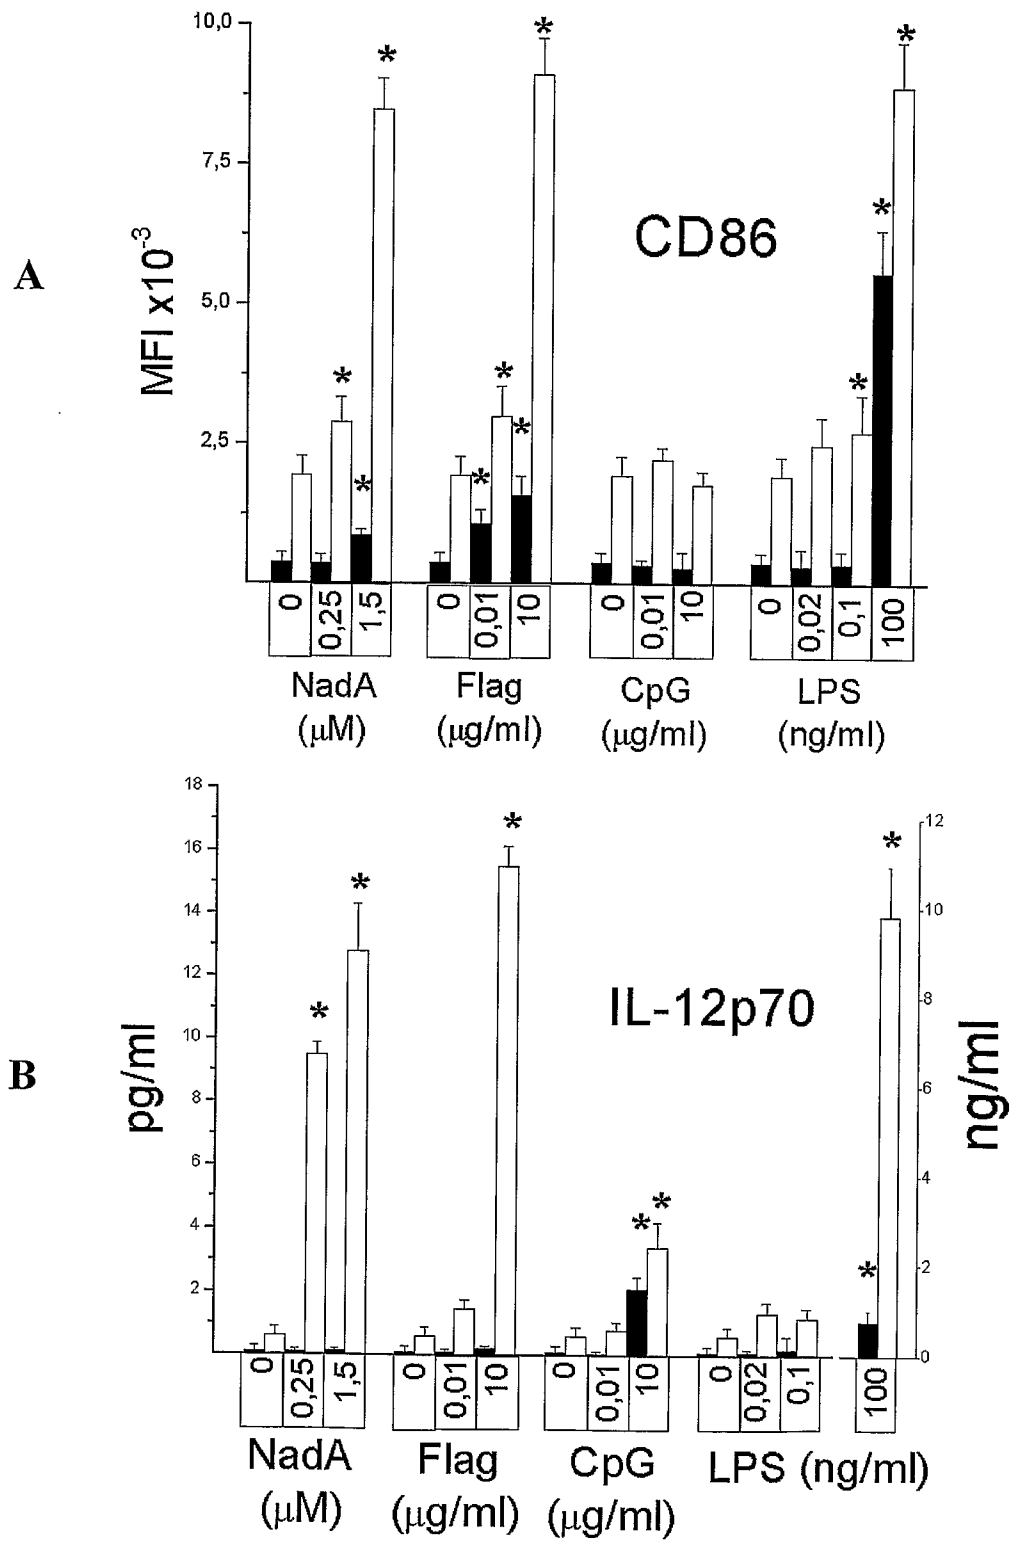 A
MFI x10-3
10,0
7,5
5,0
2,5
CD86
* * * * * * * * * * *
0 0,25 1,5 0 0,01 10 0 0,01 10 0 0,02 0,1 100
NadA Flag CpG LPS
(μM) (μg/ml) (μg/ml) (ng/ml)
B
pg/ml
18
16
14
12
10
8
6
4
2
IL-12p70
* * * * * * *
12
10
8
6
4
2
0
ng/ml
0 0,25 1,5 0 0,01 10 0 0,01 10 0 0,02 0,1 100
NadA Flag CpG LPS (ng/ml)
(μM) (μg/ml) (μg/ml)